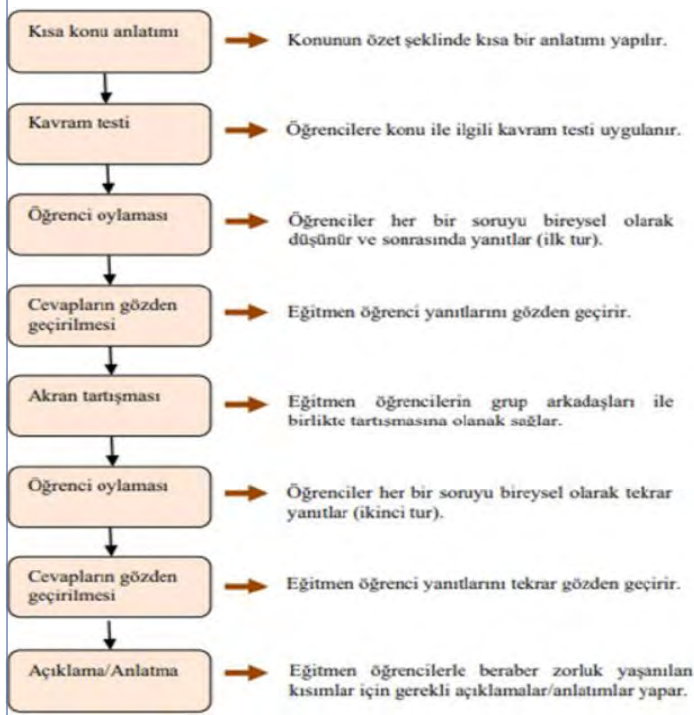 Kısa konu anlatımı
Konunun özet şeklinde kısa bir anlatımı yapılır.
Kavram testi
Öğrencilere konu ile ilgili kavram testi uygulanır.
Öğrenci oylaması
Öğrenciler her bir soruyu bireysel olarak
düşünür ve sonrasında yanıtlar (ilk tur).
Cevapların gözden
geçirilmesi
Eğitmen öğrenci yanıtlarını gözden geçirir.
Akran tartışması
Eğitmen öğrencilerin grup arkadaşları ile
birlikte tartışmasına olanak sağlar.
Öğrenci oylaması
Öğrenciler her bir soruyu bireysel olarak tekrar
yanıtlar (ikinci tur).
Cevapların gözden
geçirilmesi
Eğitmen öğrenci yanıtlarını tekrar gözden geçirir.
Açıklama/Anlatma
Eğitmen öğrencilerle beraber zorluk yaşanılan
kısımlar için gerekli açıklamalar/anlatımlar yapar.